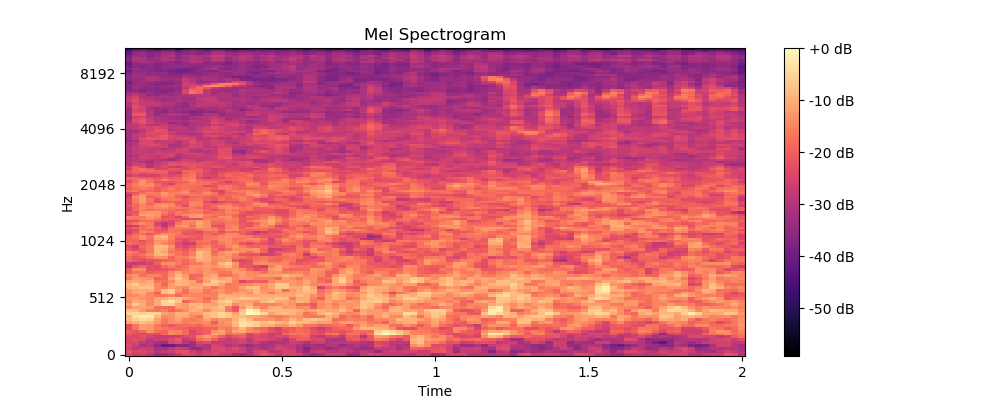 Mel Spectrogram
8192
4096
2048
1024
512
0
Hz
0
0.5
1
1.5
2
Time
+0 dB
-10 dB
-20 dB
-30 dB
-40 dB
-50 dB